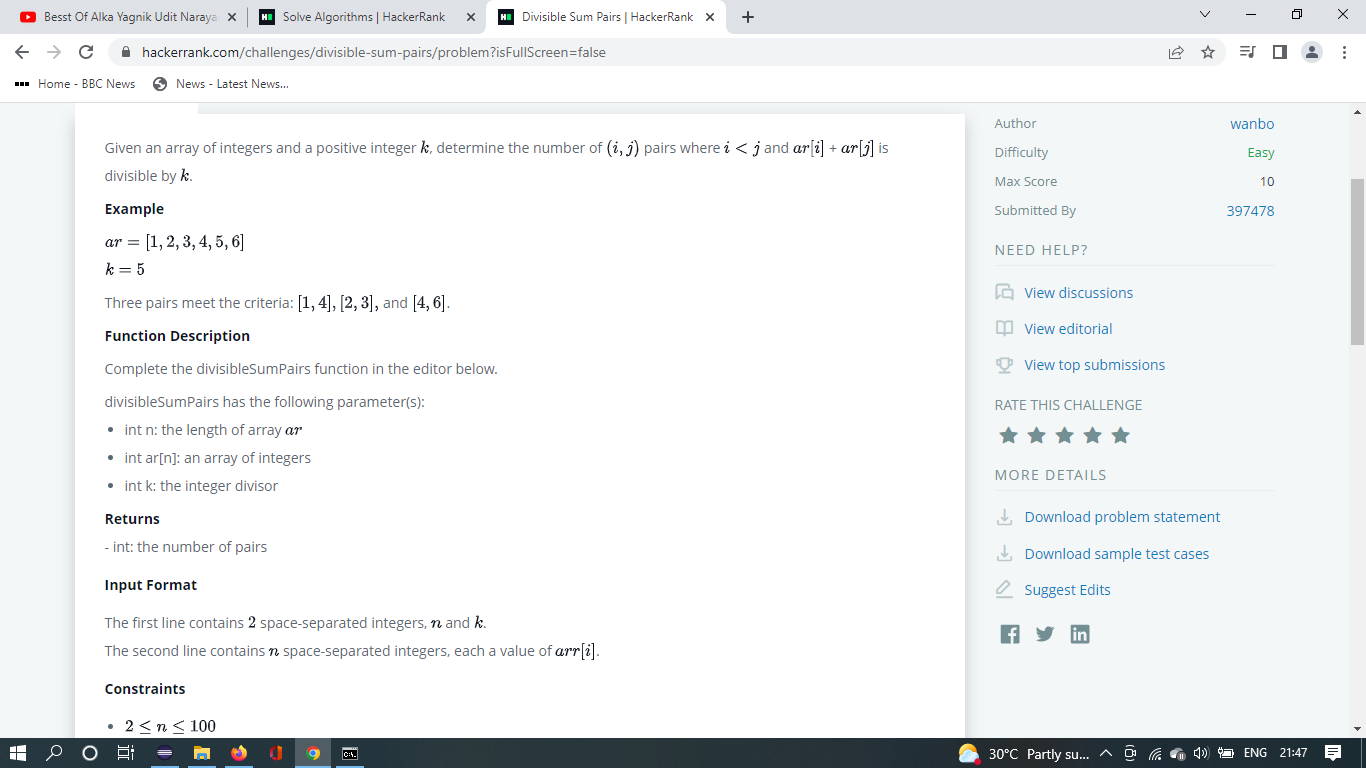 Besst Of Alka Yagnik Udit Naraya
Solve Algorithms | HackerRank
Divisible Sum Pairs | HackerRank
hackerrank.com/challenges/divisible-sum-pairs/problem?isFullScreen=false
Home - BBC News
News - Latest News...
Given an array of integers and a positive integer k, determine the number of (i, j) pairs where i < j and ar[i] + ar[j] is
divisible by k.
Example
ar = [1, 2, 3, 4, 5, 6]
k = 5
Three pairs meet the criteria: [1, 4], [2, 3], and [4, 6].
Function Description
Complete the divisibleSumPairs function in the editor below.
divisibleSumPairs has the following parameter(s):
• int n: the length of array ar
• int ar[n]: an array of integers
• int k: the integer divisor
Returns
- int: the number of pairs
Input Format
The first line contains 2 space-separated integers, n and k.
The second line contains n space-separated integers, each a value of arr[i].
Constraints
• 2 ≤ n ≤ 100
Author wanbo
Difficulty Easy
Max Score 10
Submitted By 397478
NEED HELP?
View discussions
View editorial
View top submissions
RATE THIS CHALLENGE
MORE DETAILS
Download problem statement
Download sample test cases
Suggest Edits
30°C Partly su... ENG 21:47